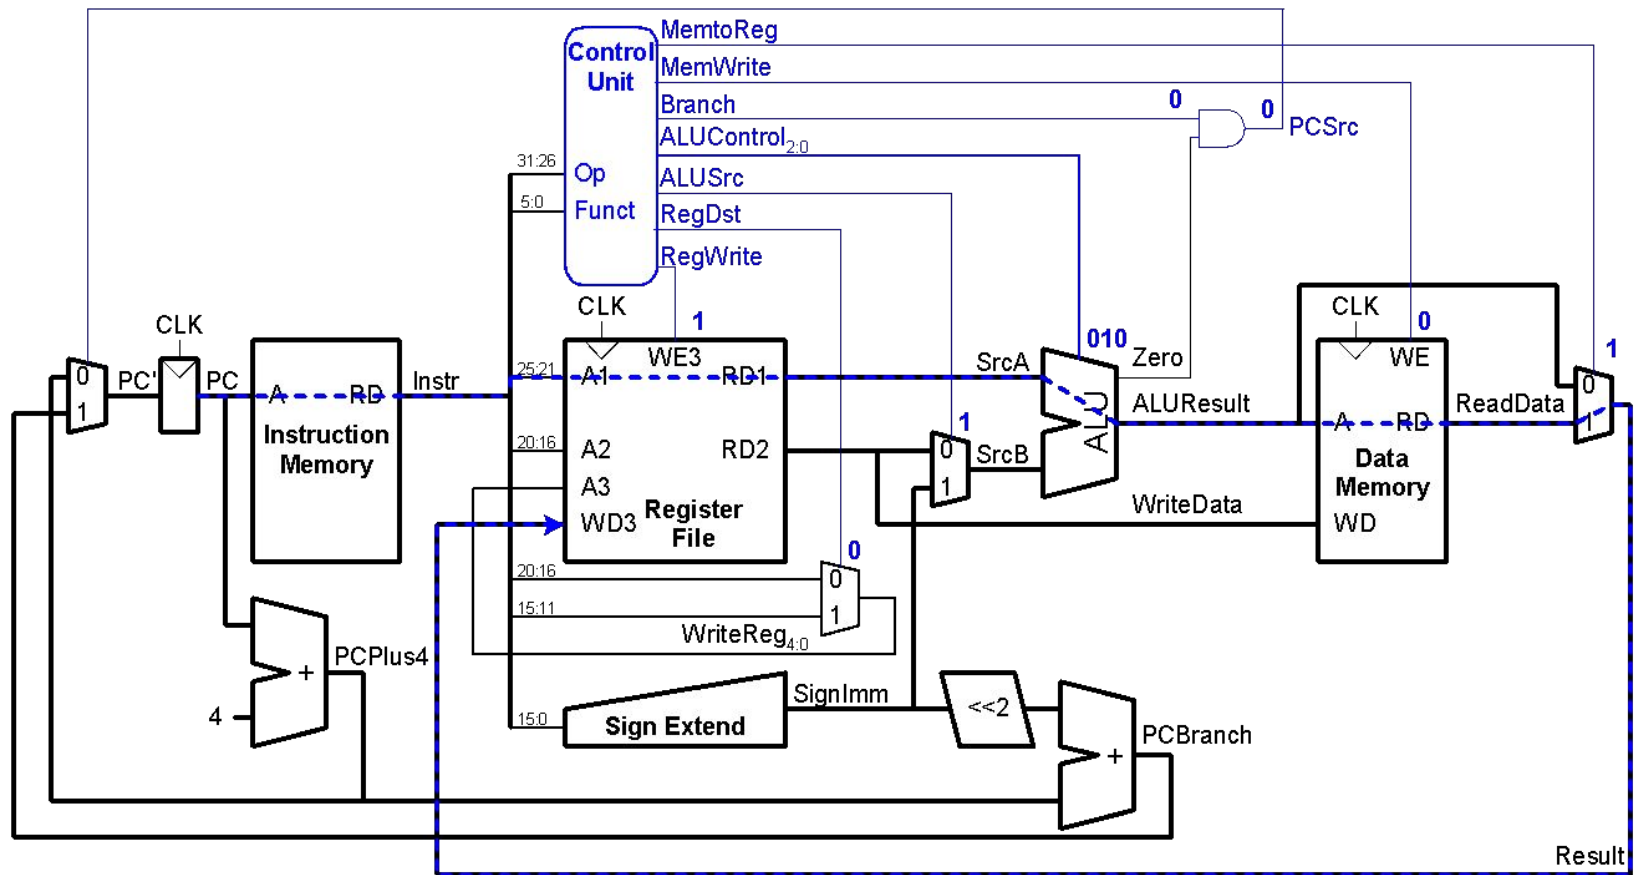 MemtoReg
Control Unit
MemWrite
Branch
0
0
PCSrc
ALUControl2:0
31:26
Op
ALUSrc
5:0
Funct
RegDst
RegWrite
CLK
CLK
CLK
1
010
0
WE3
WE
Zero
1
0
PC'
PC
A
RD
Instr
25:21
A1
RD1
SrcA
ALU
ALUResult
A
RD
ReadData
0
1
1
Instruction Memory
20:16
A2
RD2
1
0
SrcB
1
Data Memory
A3
Register File
WD3
WriteData
WD
0
20:16
0
15:11
1
WriteReg4:0
PCPlus4
+
4
SignImm
15:0
Sign Extend
<<2
PCBranch
+
Result